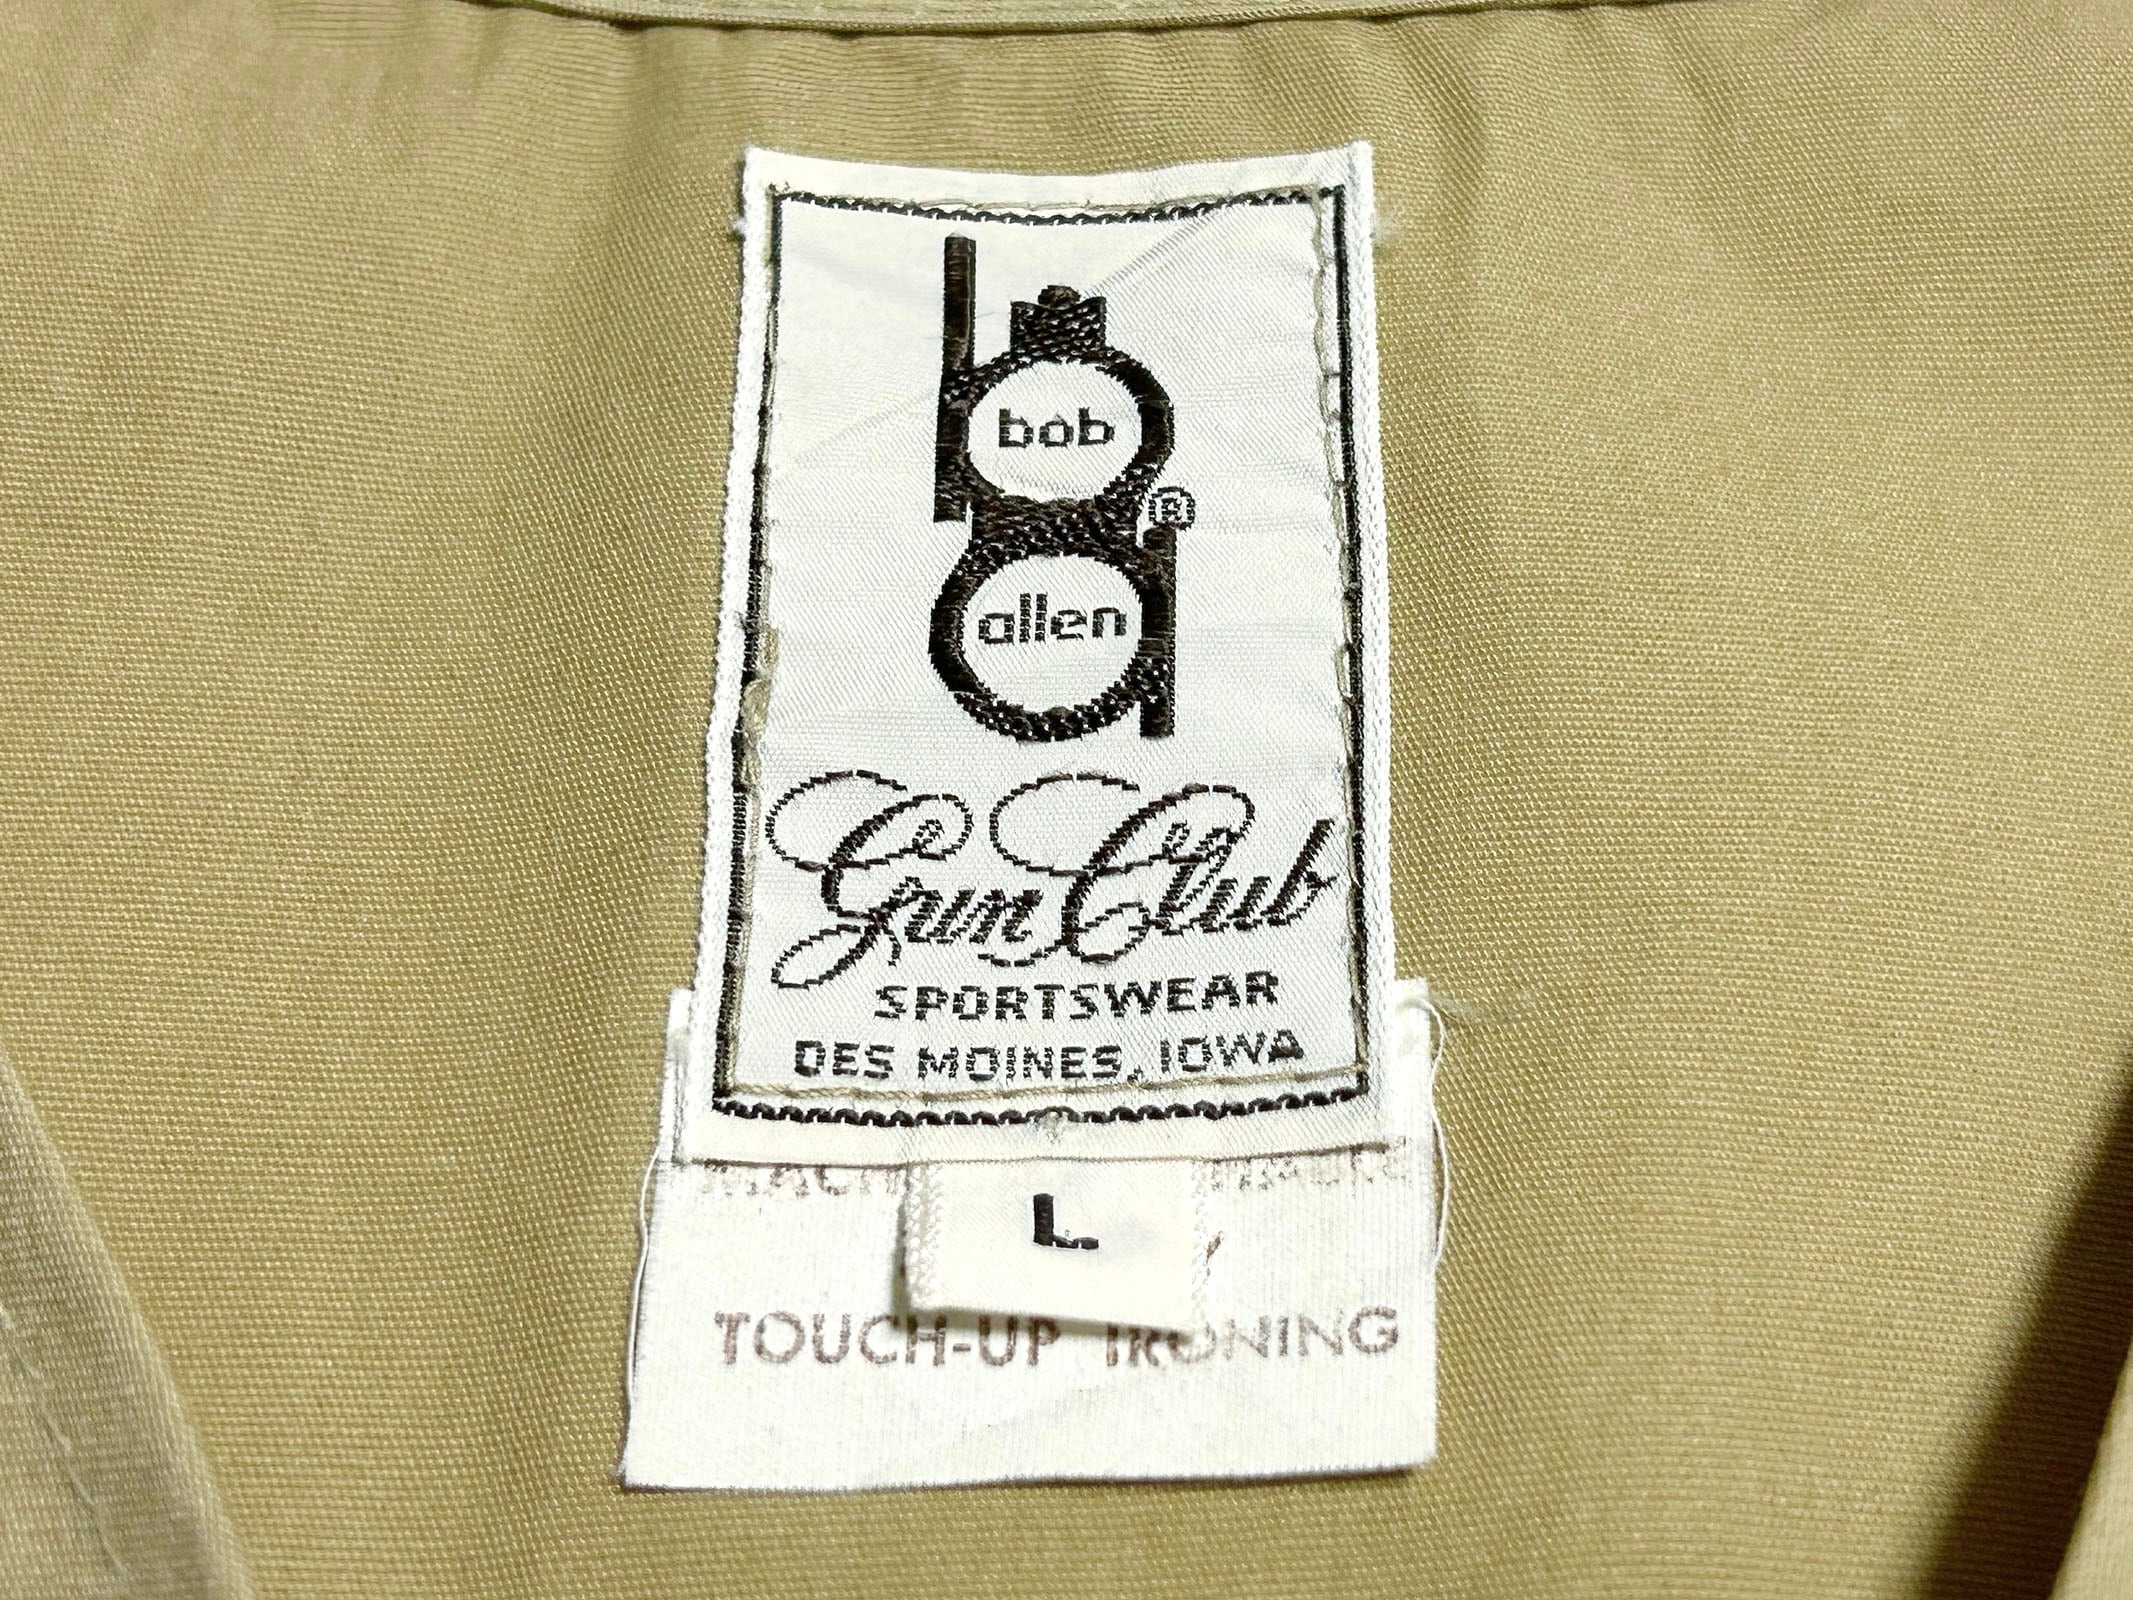 bob
®
allen
Gun Club
SPORTSWEAR
DES MOINES, IOWA
L
TOUCH-UP IRONING